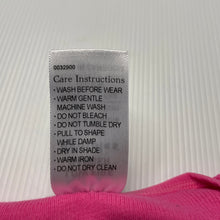 0032900
Care Instructions
• WASH BEFORE WEAR
• WARM GENTLE
MACHINE WASH
• DO NOT BLEACH
• DO NOT TUMBLE DRY
• PULL TO SHAPE
WHILE DAMP
• DRY IN SHADE
• WARM IRON
• DO NOT DRY CLEAN